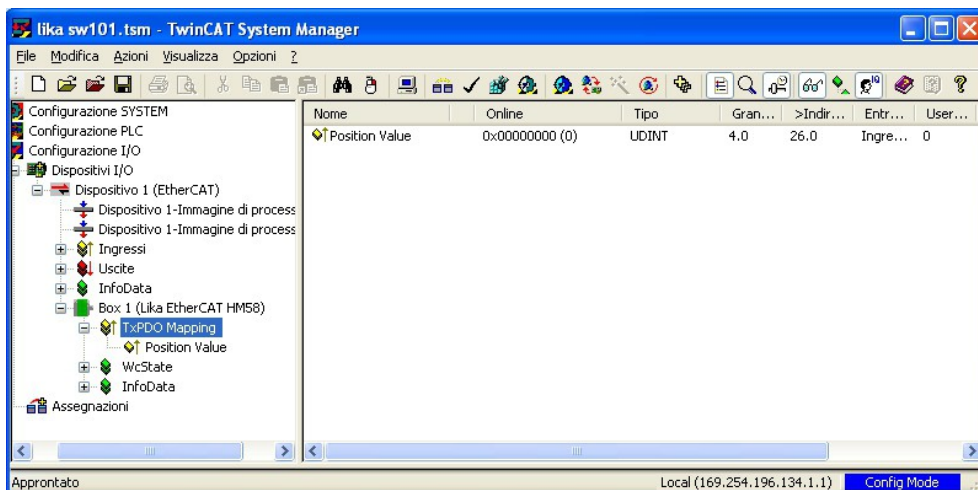 lika sw101.tsm - TwinCAT System Manager
File Modifica Azioni Visualizza Opzioni ?
Configurazione SYSTEM
Configurazione PLC
Configurazione I/O
Dispositivi I/O
Dispositivo 1 (EtherCAT)
Dispositivo 1-Immagine di process
Dispositivo 1-Immagine di process
Ingressi
Uscite
InfoData
Box 1 (Lika EtherCAT HM58)
TxPDO Mapping
Position Value
WcState
InfoData
Assegnazioni
Nome Online Tipo Gran... >Indir... Entr... User...
Position Value 0x00000000 (0) UDINT 4.0 26.0 Ingre... 0
Approntato Local (169.254.196.134.1.1) Config Mode